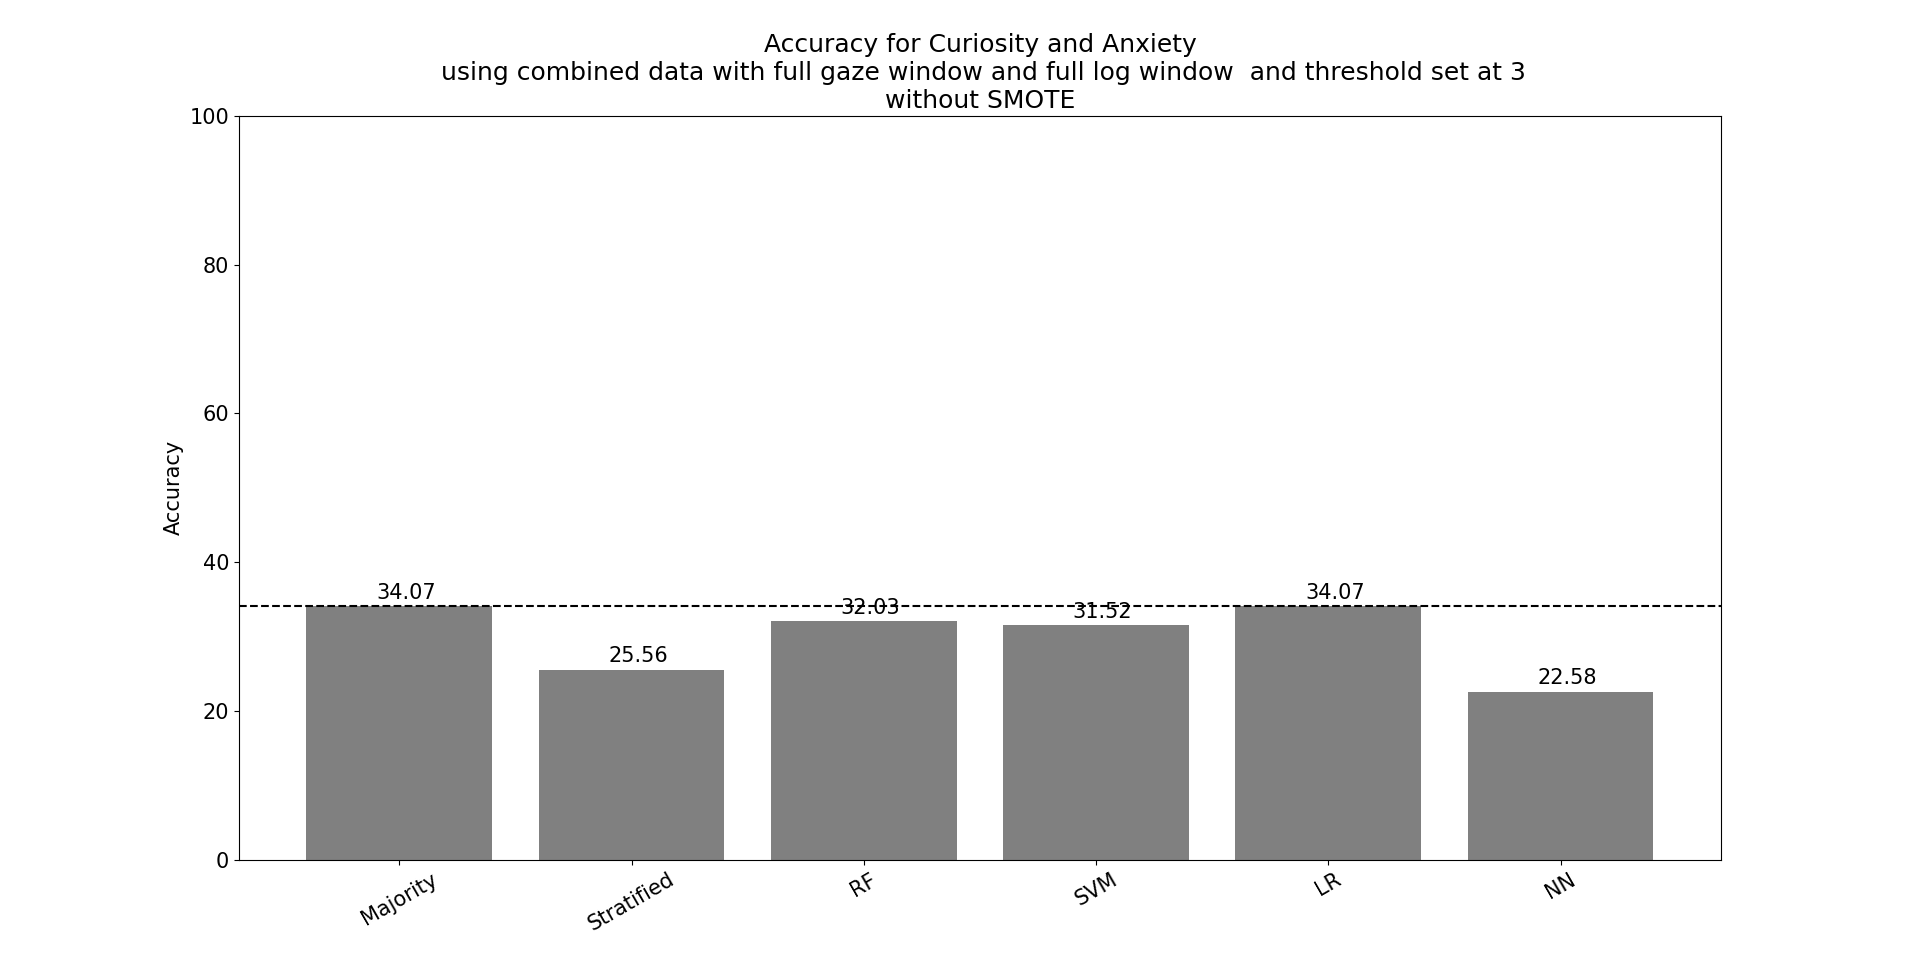 Accuracy for Curiosity and Anxiety
using combined data with full gaze window and full log window  and threshold set at 3
without SMOTE
100
80
60
40
20
0
Accuracy
34.07
25.56
32.03
31.52
34.07
22.58
Majority
Stratified
RF
SVM
LR
NN